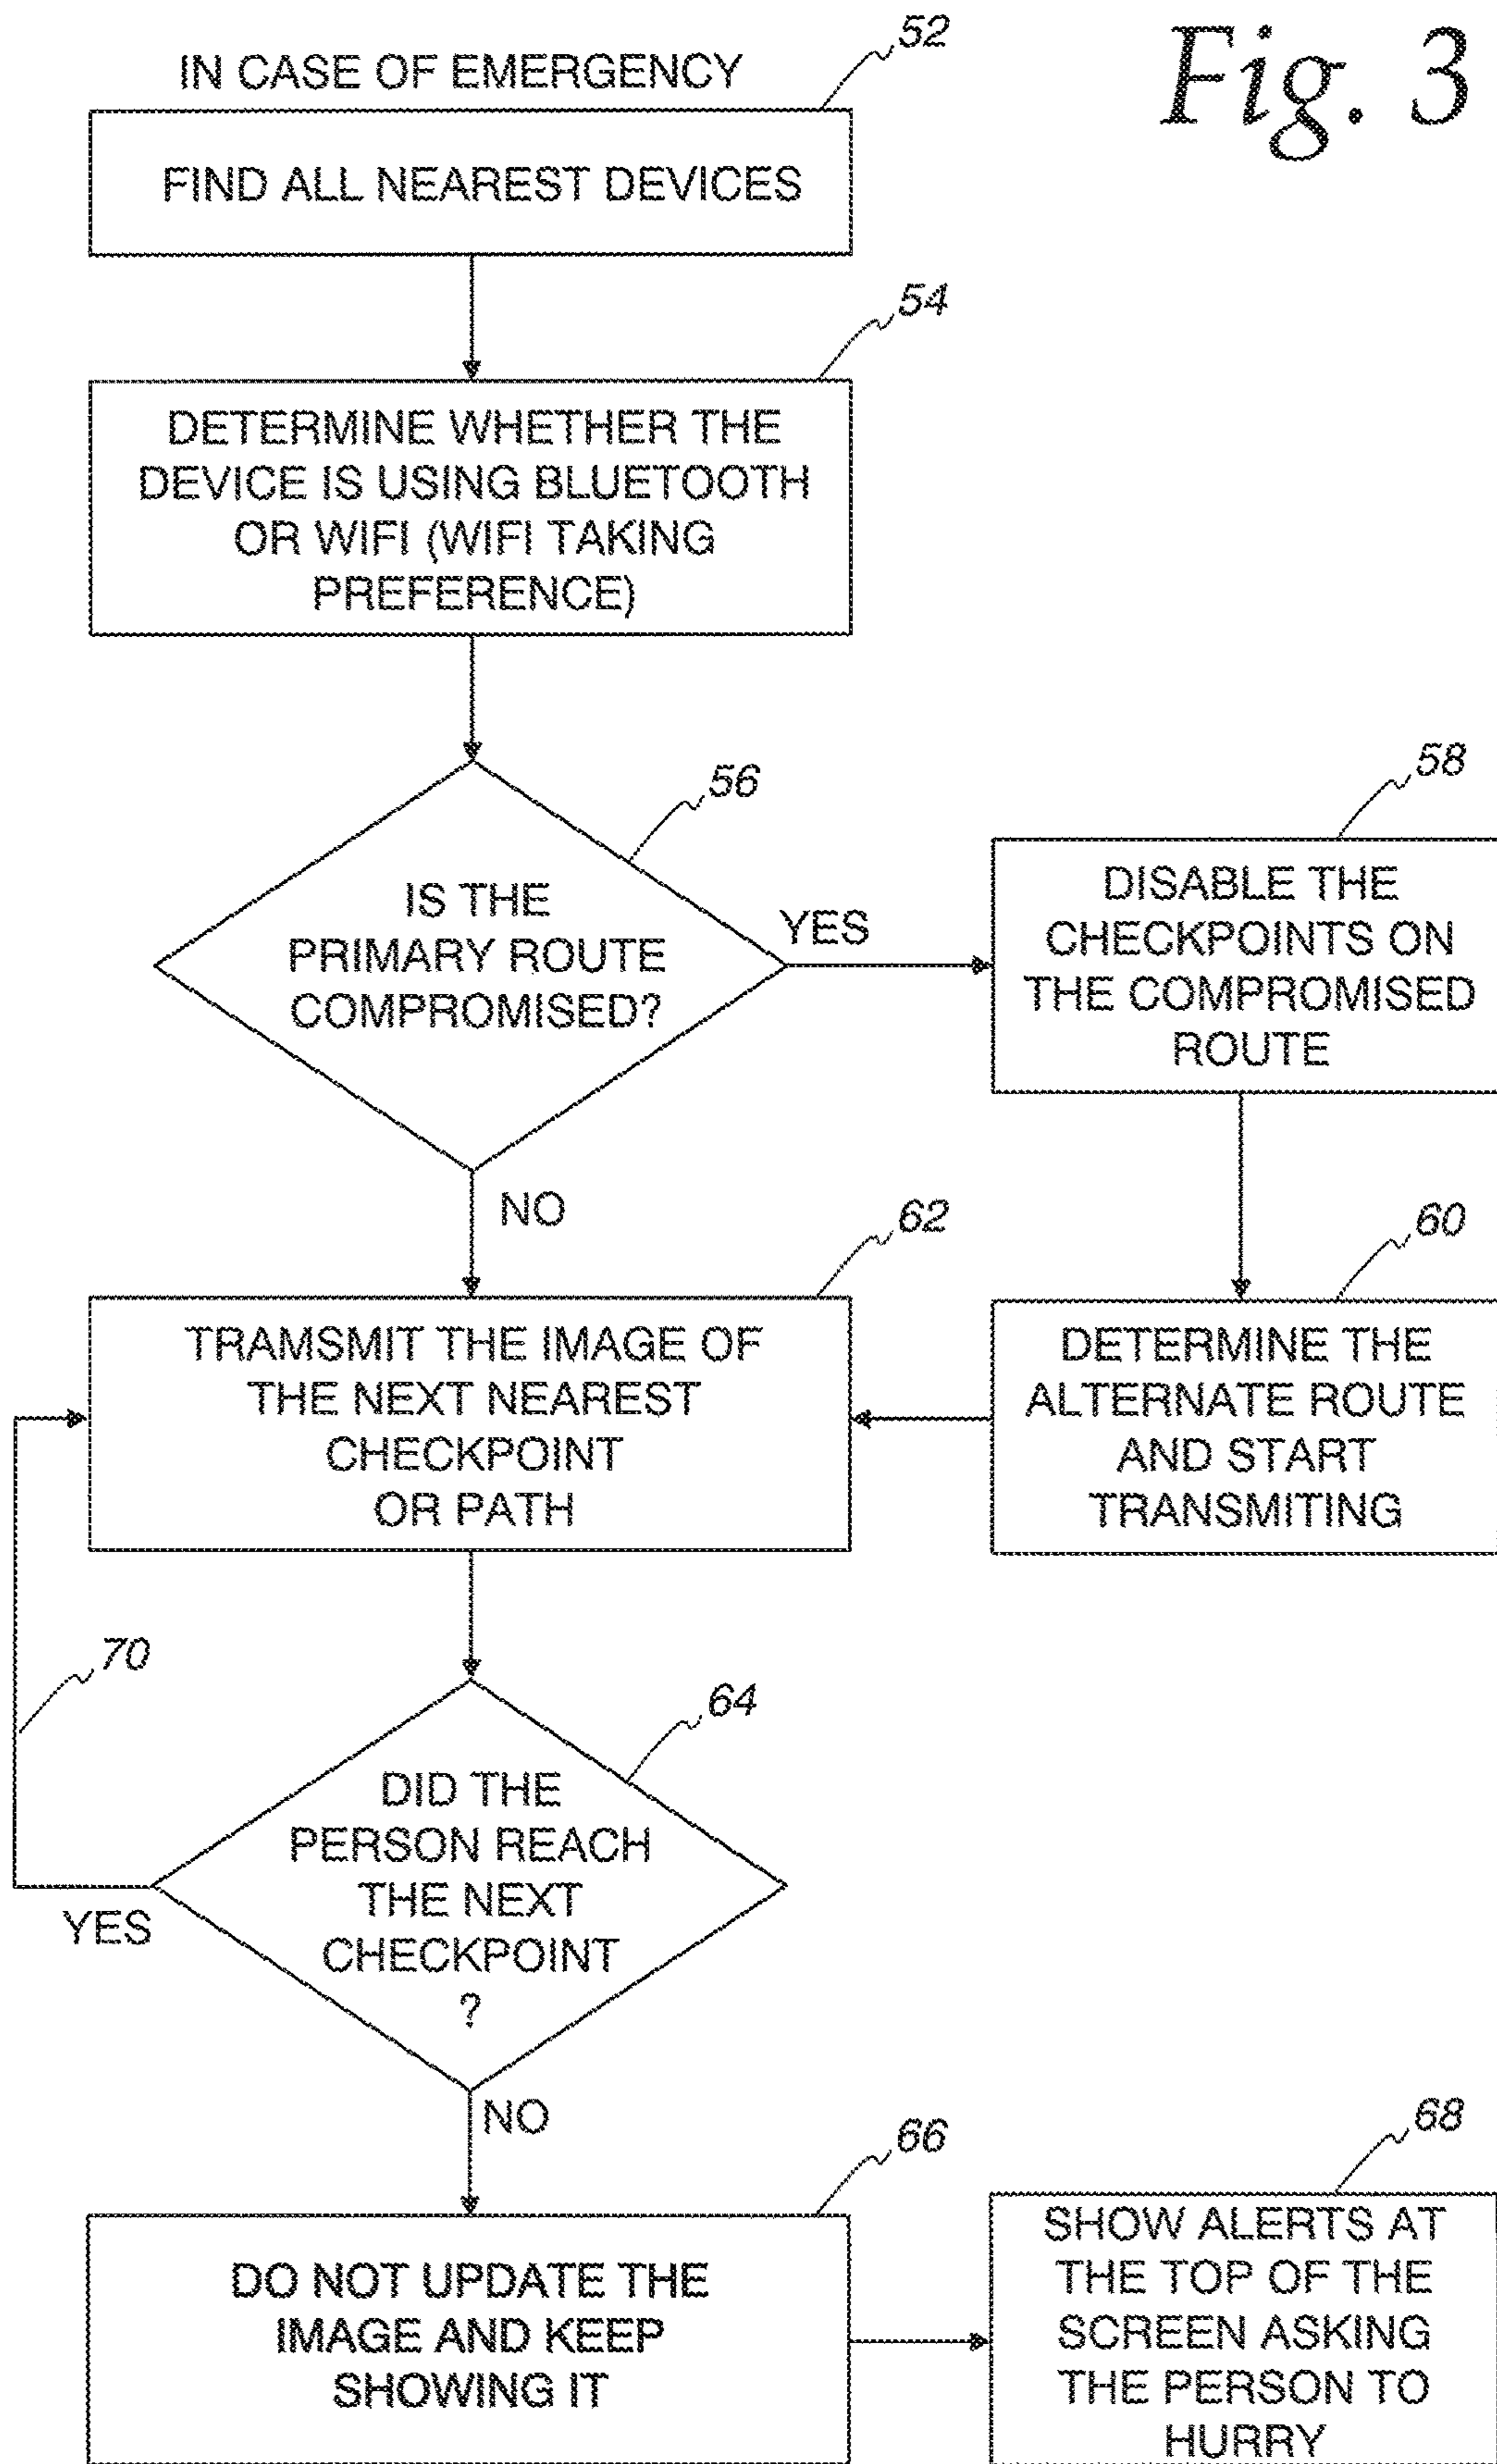 Fig. 3
52
IN CASE OF EMERGENCY
FIND ALL NEAREST DEVICES
54
DETERMINE WHETHER THE
DEVICE IS USING BLUETOOTH
OR WIFI (WIFI TAKING
PREFERENCE)
56
IS THE
PRIMARY ROUTE
COMPROMISED?
YES
58
DISABLE THE
CHECKPOINTS ON
THE COMPROMISED
ROUTE
NO
60
DETERMINE THE
ALTERNATE ROUTE
AND START
TRANSMITING
62
TRAMSMIT THE IMAGE OF
THE NEXT NEAREST
CHECKPOINT
OR PATH
70
64
DID THE
PERSON REACH
THE NEXT
CHECKPOINT
?
YES
NO
66
DO NOT UPDATE THE
IMAGE AND KEEP
SHOWING IT
68
SHOW ALERTS AT
THE TOP OF THE
SCREEN ASKING
THE PERSON TO
HURRY